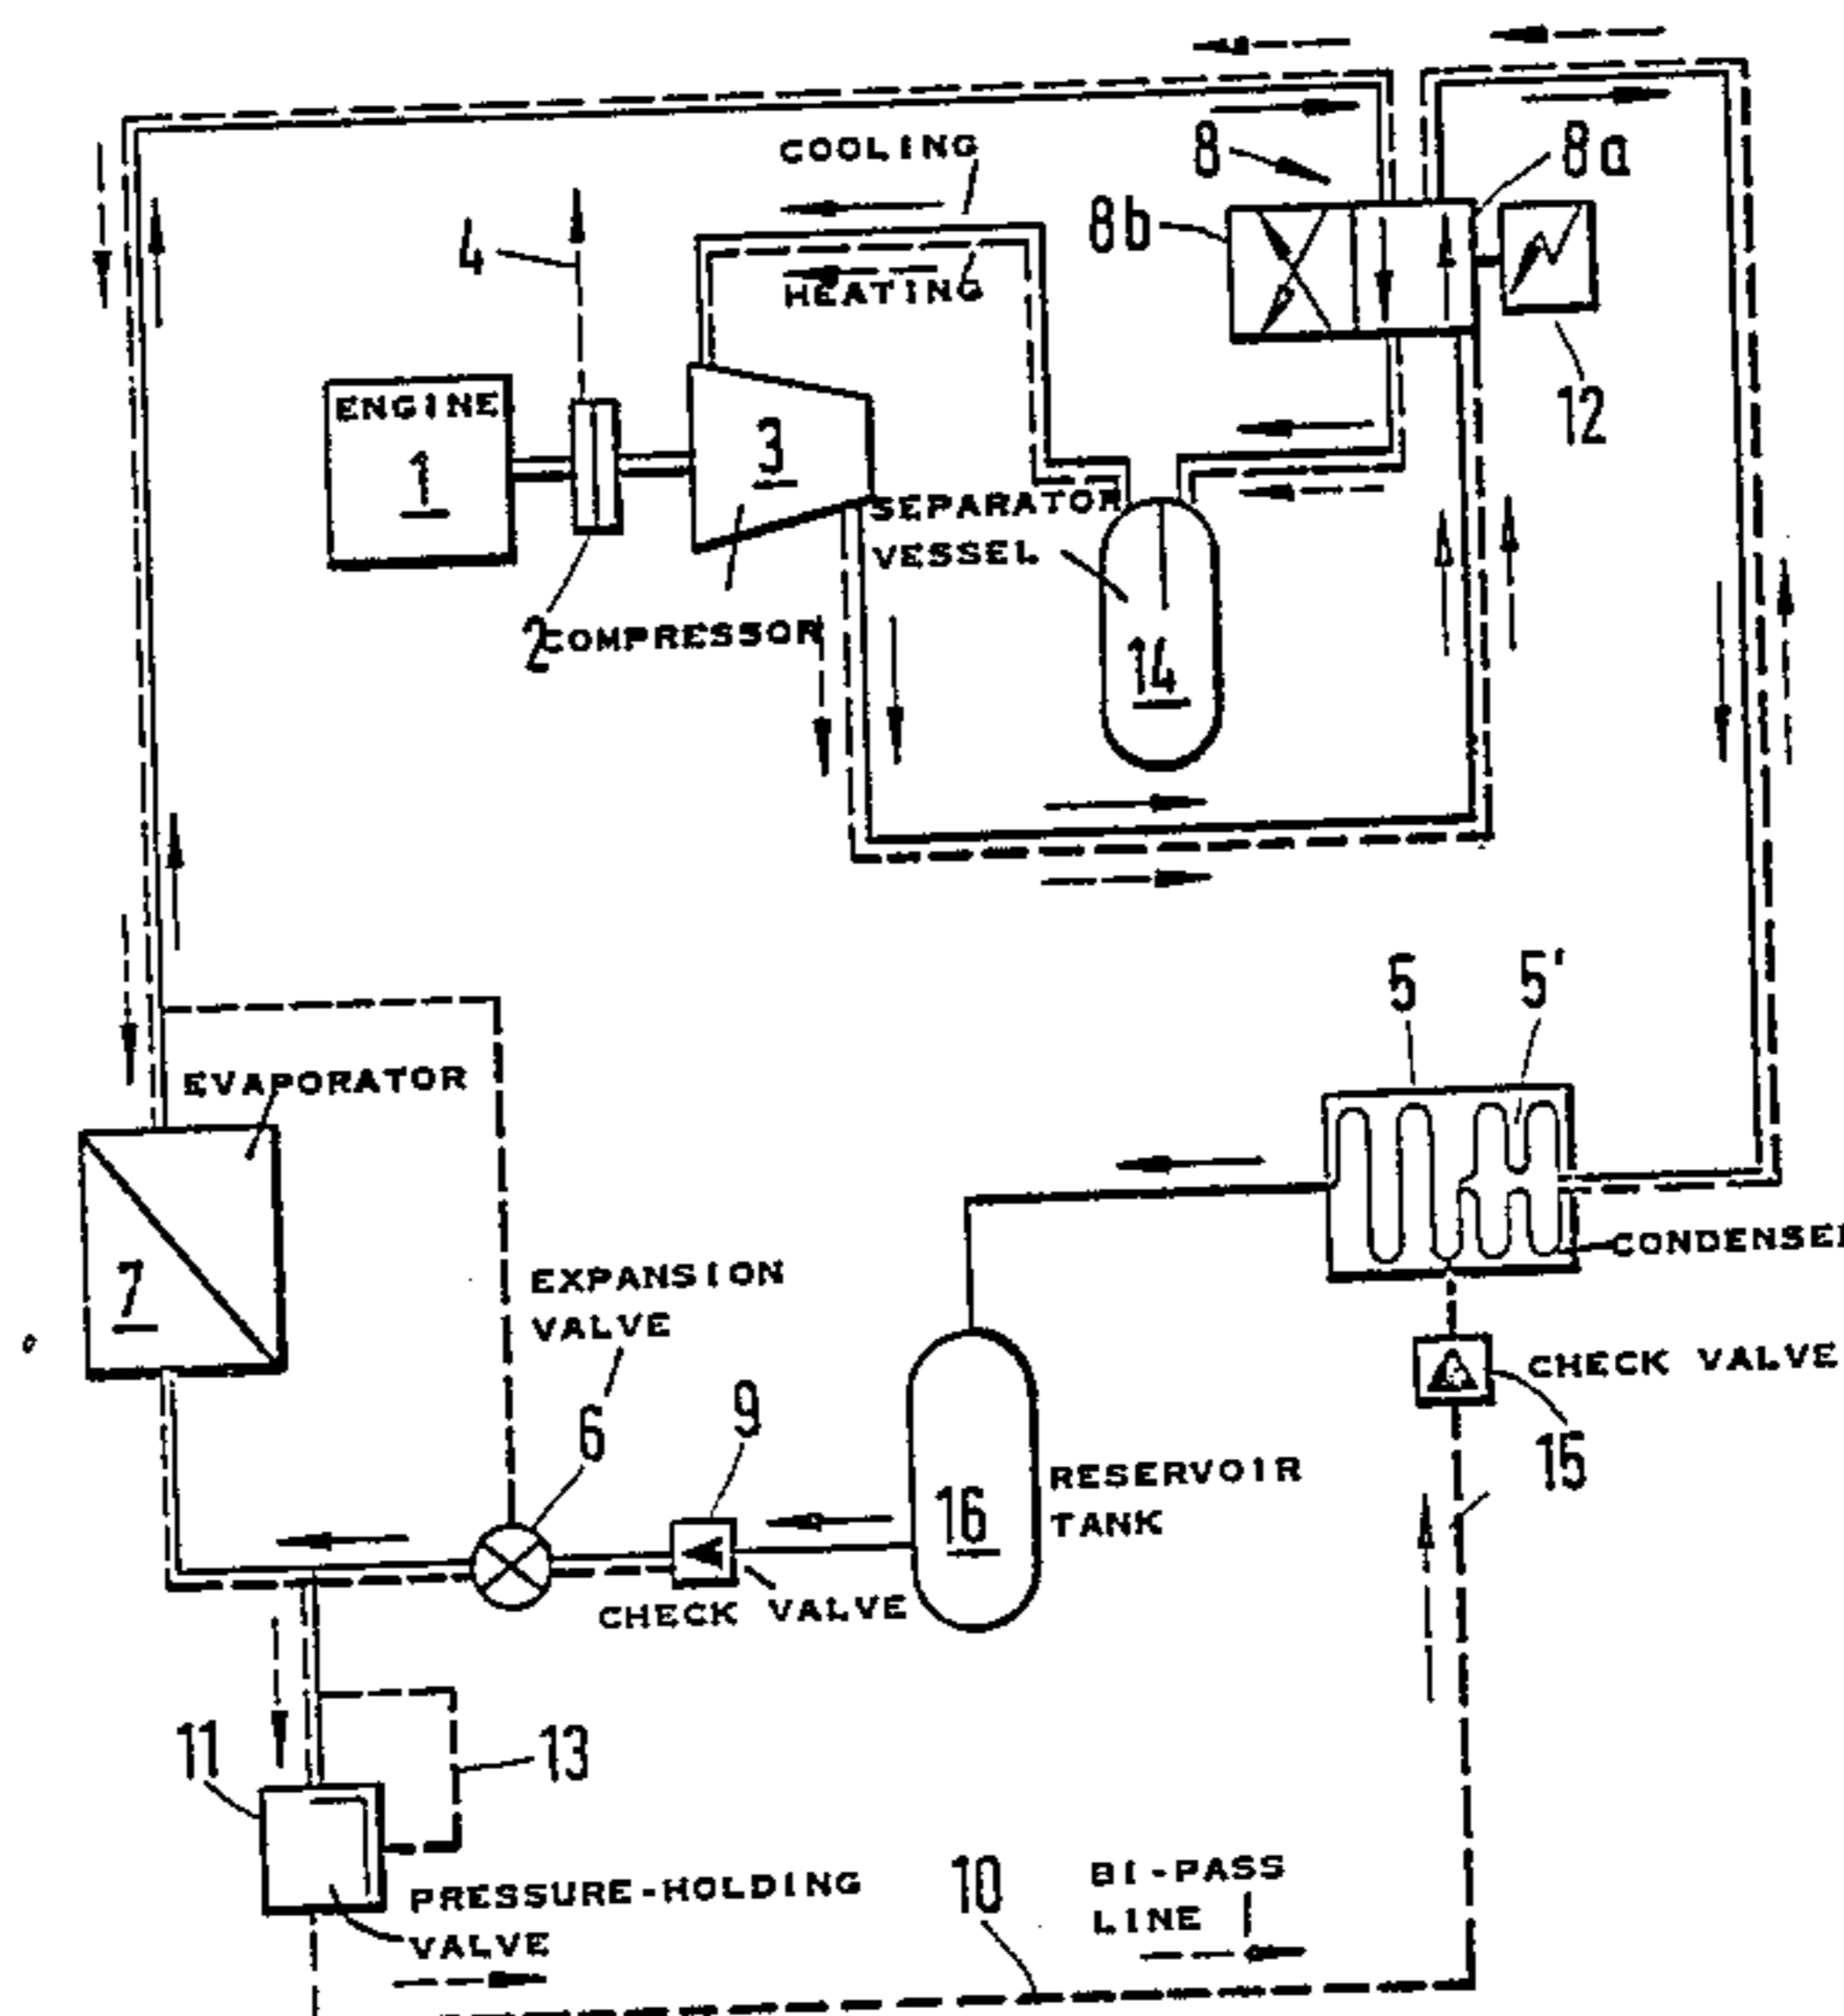 COOLING
8
8a
4
8b
HEATING
ENGINE
12
1
3
SEPARATOR
VESSEL
2
COMPRESSOR
14
5
5'
EVAPORATOR
CONDENSE
7
EXPANSION
VALVE
CHECK VALVE
9
6
15
RESERVOIR
16
TANK
CHECK VALVE
11
13
BI-PASS
10
PRESSURE-HOLDING
LINE
VALVE